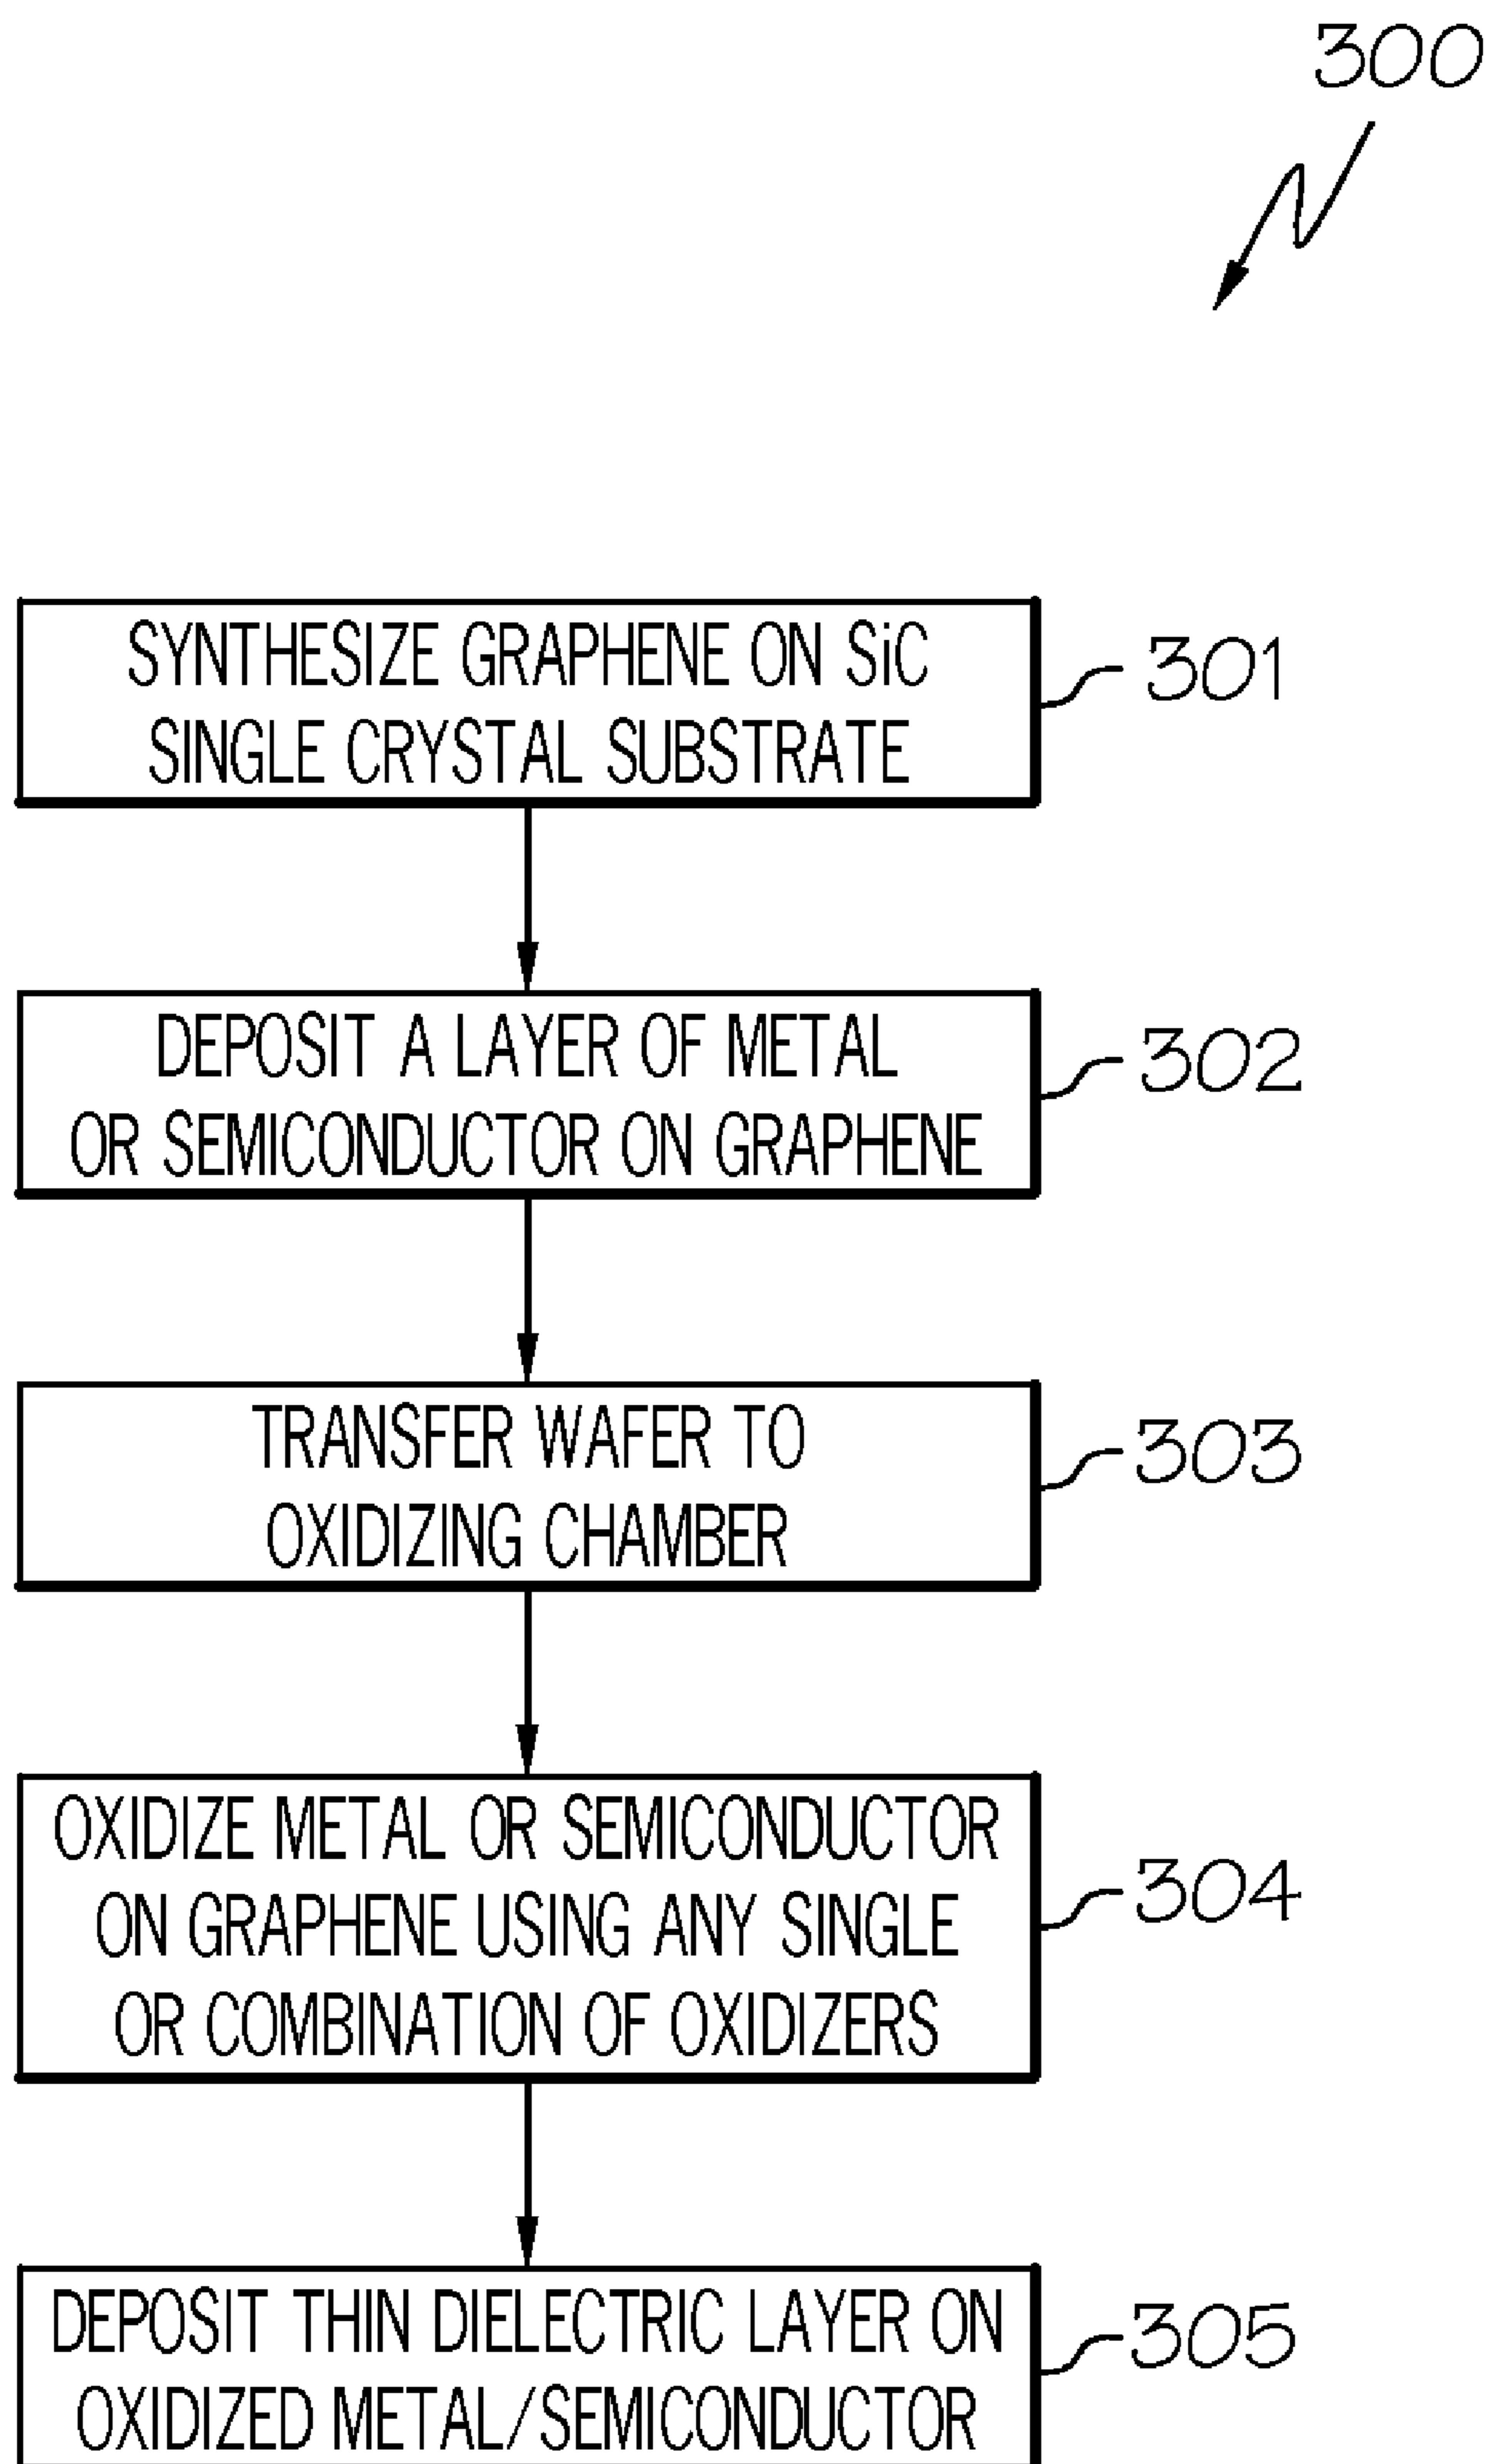 300
SYNTHESIZE GRAPHENE ON SiC
SINGLE CRYSTAL SUBSTRATE
301
DEPOSIT A LAYER OF METAL
OR SEMICONDUCTOR ON GRAPHENE
302
TRANSFER WAFER TO
OXIDIZING CHAMBER
303
OXIDIZE METAL OR SEMICONDUCTOR
ON GRAPHENE USING ANY SINGLE
OR COMBINATION OF OXIDIZERS
304
DEPOSIT THIN DIELECTRIC LAYER ON
OXIDIZED METAL/SEMICONDUCTOR
305